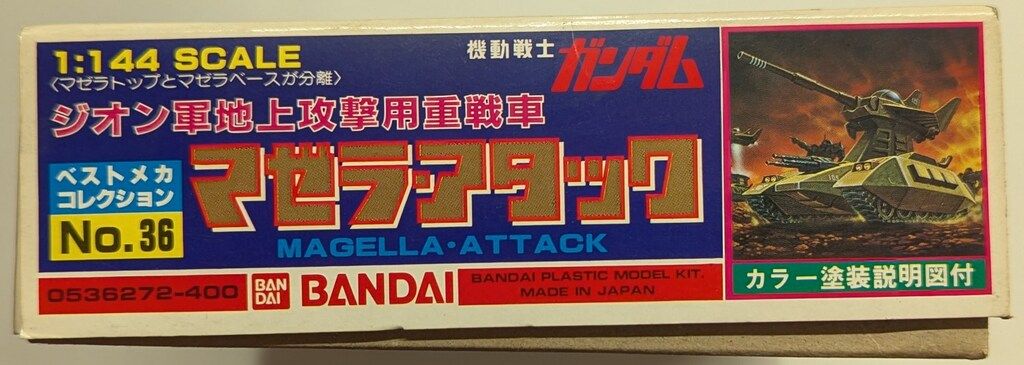 1:144 SCALE
〈マゼラトップとマゼラベースが分離〉
機動戦士
ガンダム
ジオン軍地上攻撃用重戦車
ベストメカ
コレクション
No.36
マゼラ・アタック
MAGELLA・ATTACK
0536272-400
BAN
DAI
BANDAI
BANDAI PLASTIC MODEL KIT.
MADE IN JAPAN
カラー塗装説明図付